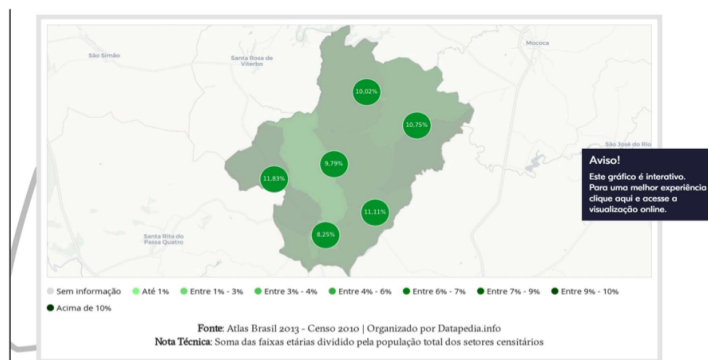 São Simão
Santa Rosa de
Viterbo
Mococa
10,02%
10,75%
São José do Rio
9,79%
11,83%
11,11%
8,25%
Santa Rita do
Passa Quatro
Aviso!
Este gráfico é interativo.
Para uma melhor experiência
clique aqui e acesse a
visualização online.
Sem informação Até 1% Entre 1% - 3% Entre 3% - 4% Entre 4% - 6% Entre 6% - 7% Entre 7% - 9% Entre 9% - 10%
Acima de 10%
Fonte: Atlas Brasil 2013 - Censo 2010 | Organizado por Datapedia.info
Nota Técnica: Soma das faixas etárias dividido pela população total dos setores censitários